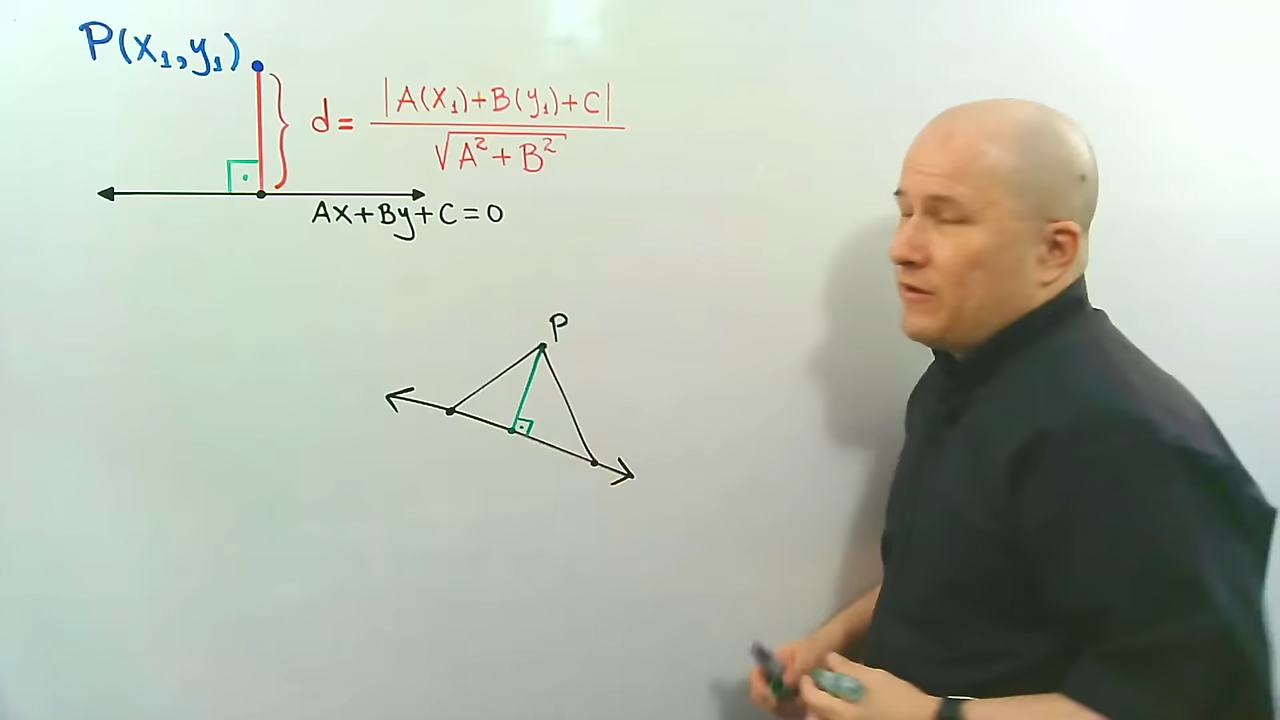 P(x₁,y₁)
d = |A(x₁)+B(y₁)+C| / √(A²+B²)
Ax+By+C=0
P